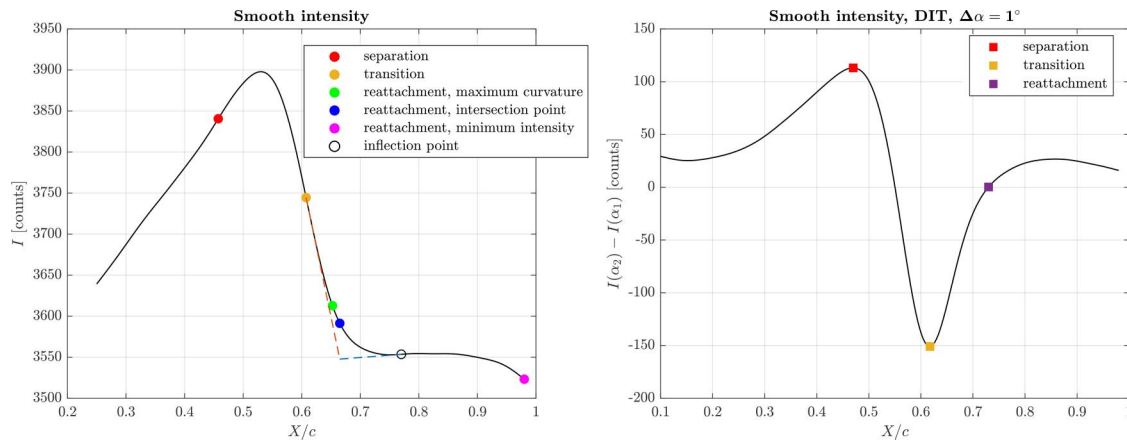 Smooth intensity
3950
3900
3850
3800
3750
3700
3650
3600
3550
3500
I [counts]
separation
transition
reattachment, maximum curvature
reattachment, intersection point
reattachment, minimum intensity
inflection point
0.2 0.3 0.4 0.5 0.6 0.7 0.8 0.9 1
X/c
Smooth intensity, DIT, Δα = 1°
150
100
50
0
-50
-100
-150
-200
I(α₂) − I(α₁) [counts]
separation
transition
reattachment
0.1 0.2 0.3 0.4 0.5 0.6 0.7 0.8 0.9 1
X/c